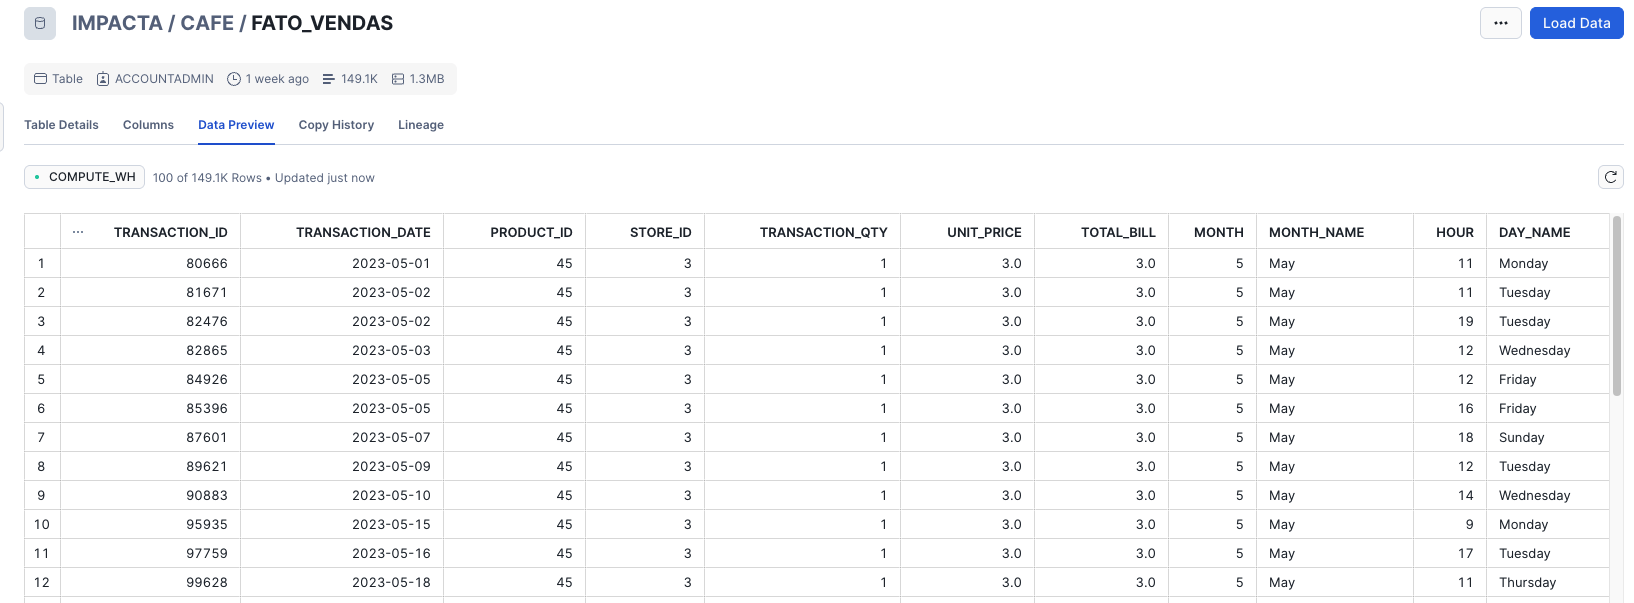 IMPACTA / CAFE / FATO_VENDAS
... Load Data
Table ACCOUNTADMIN 1 week ago 149.1K 1.3MB
Table Details Columns Data Preview Copy History Lineage
COMPUTE_WH 100 of 149.1K Rows • Updated just now
... TRANSACTION_ID TRANSACTION_DATE PRODUCT_ID STORE_ID TRANSACTION_QTY UNIT_PRICE TOTAL_BILL MONTH MONTH_NAME HOUR DAY_NAME
1 80666 2023-05-01 45 3 1 3.0 3.0 5 May 11 Monday
2 81671 2023-05-02 45 3 1 3.0 3.0 5 May 11 Tuesday
3 82476 2023-05-02 45 3 1 3.0 3.0 5 May 19 Tuesday
4 82865 2023-05-03 45 3 1 3.0 3.0 5 May 12 Wednesday
5 84926 2023-05-05 45 3 1 3.0 3.0 5 May 12 Friday
6 85396 2023-05-05 45 3 1 3.0 3.0 5 May 16 Friday
7 87601 2023-05-07 45 3 1 3.0 3.0 5 May 18 Sunday
8 89621 2023-05-09 45 3 1 3.0 3.0 5 May 12 Tuesday
9 90883 2023-05-10 45 3 1 3.0 3.0 5 May 14 Wednesday
10 95935 2023-05-15 45 3 1 3.0 3.0 5 May 9 Monday
11 97759 2023-05-16 45 3 1 3.0 3.0 5 May 17 Tuesday
12 99628 2023-05-18 45 3 1 3.0 3.0 5 May 11 Thursday